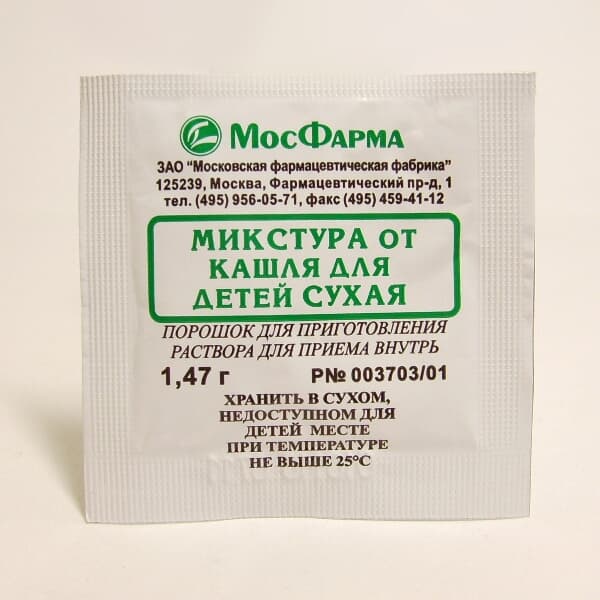 МосФарма
ЗАО "Московская фармацевтическая фабрика"
125239, Москва, Фармацевтический пр-д, 1
тел. (495) 956-05-71, факс (495) 459-41-12
МИКСТУРА ОТ
КАШЛЯ ДЛЯ
ДЕТЕЙ СУХАЯ
ПОРОШОК ДЛЯ ПРИГОТОВЛЕНИЯ
РАСТВОРА ДЛЯ ПРИЕМА ВНУТРЬ
1,47 г Р№ 003703/01
ХРАНИТЬ В СУХОМ,
НЕДОСТУПНОМ ДЛЯ
ДЕТЕЙ МЕСТЕ
ПРИ ТЕМПЕРАТУРЕ
НЕ ВЫШЕ 25°С